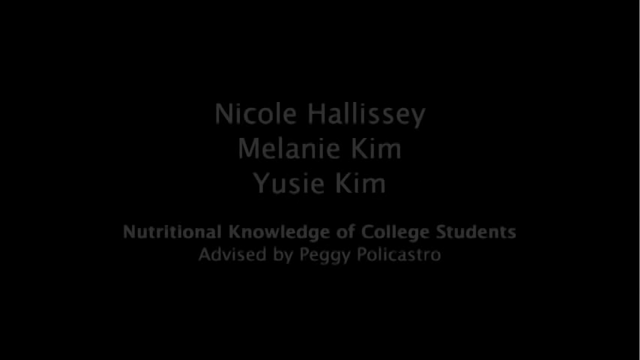 Nicole Hallissey
Melanie Kim
Yusie Kim
Nutritional Knowledge of College Students
Advised by Peggy Policastro